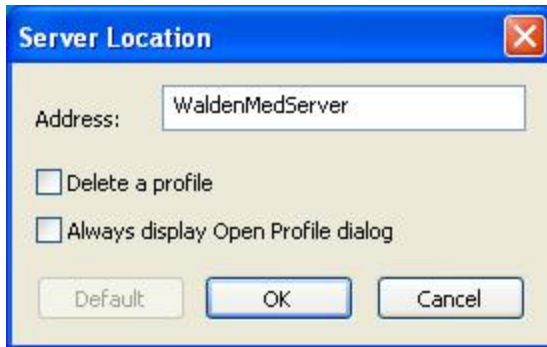 Server Location
Address: WaldenMedServer
Delete a profile
Always display Open Profile dialog
Default OK Cancel